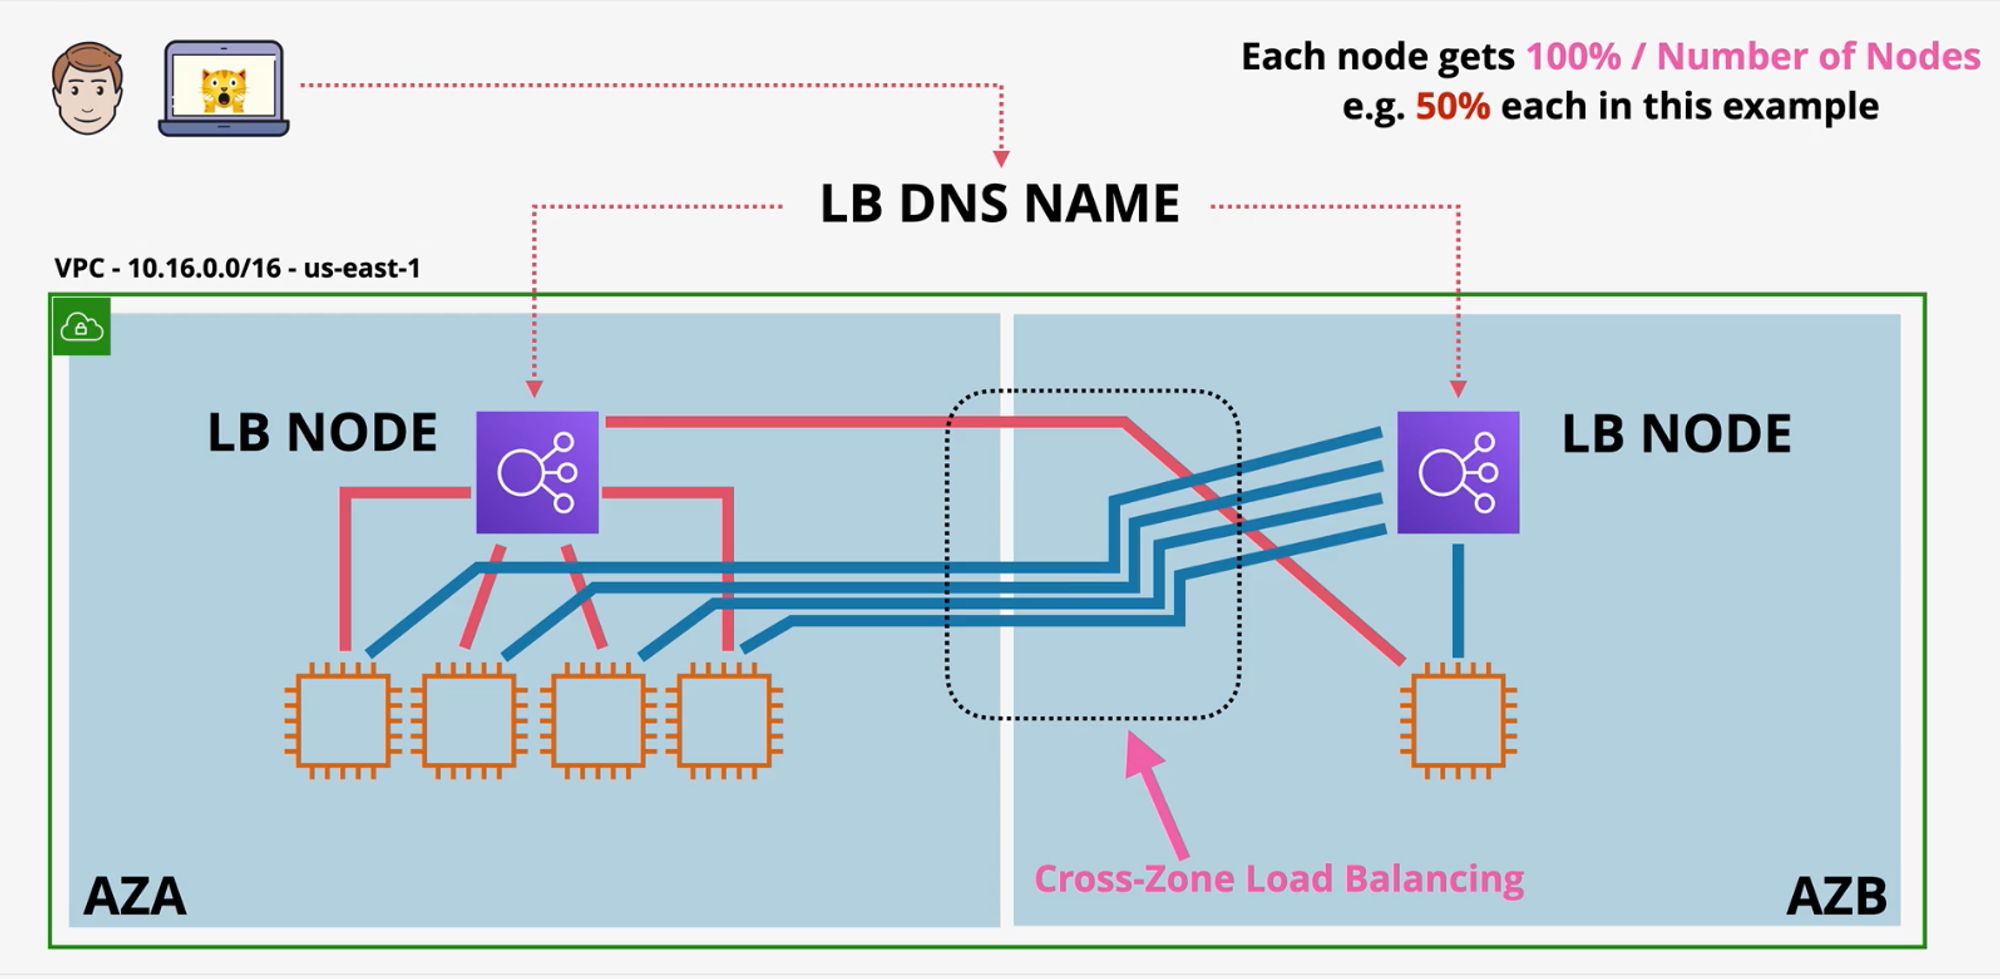 Each node gets 100% / Number of Nodes
e.g. 50% each in this example
LB DNS NAME
VPC - 10.16.0.0/16 - us-east-1
LB NODE
LB NODE
Cross-Zone Load Balancing
AZA
AZB